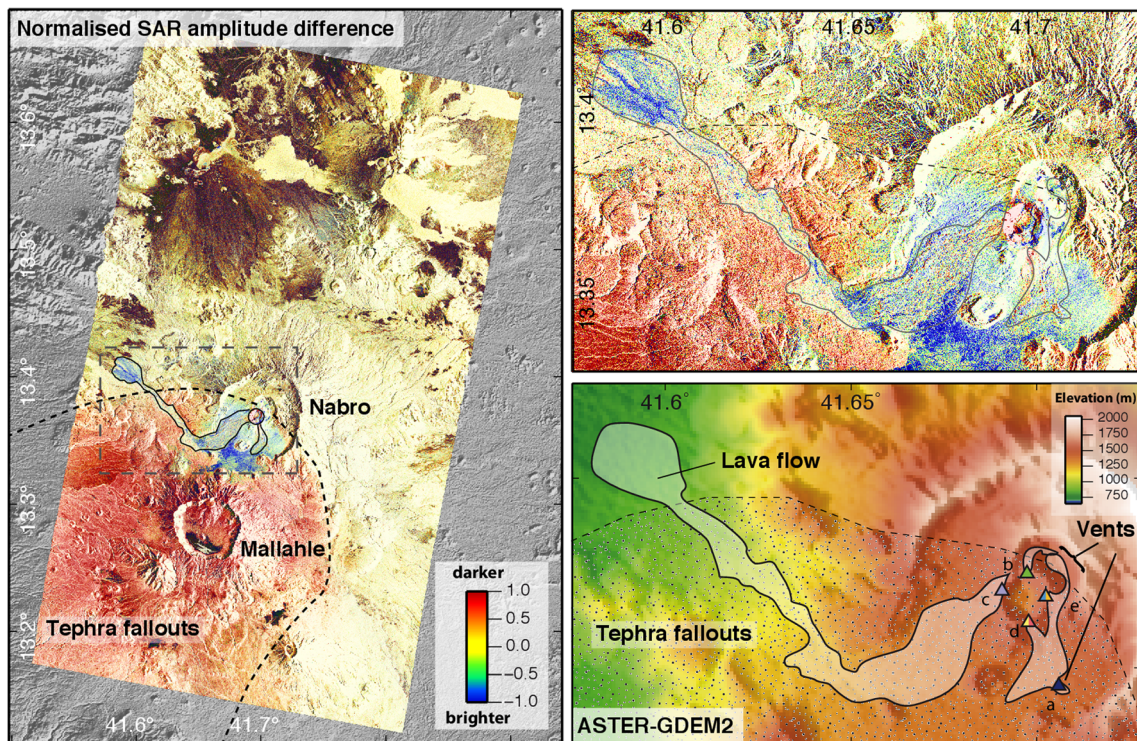 Normalised SAR amplitude difference
13.6°
13.5°
13.4°
13.3°
13.2°
Nabro
Mallahle
Tephra fallouts
darker
1.0
0.5
0.0
−0.5
−1.0
brighter
41.6°
41.7°
41.6°
41.65°
41.7°
13.4°
13.35°
41.6°
41.65°
Elevation (m)
2000
1750
1500
1250
1000
750
Lava flow
Vents
b
c
e
d
a
Tephra fallouts
ASTER-GDEM2